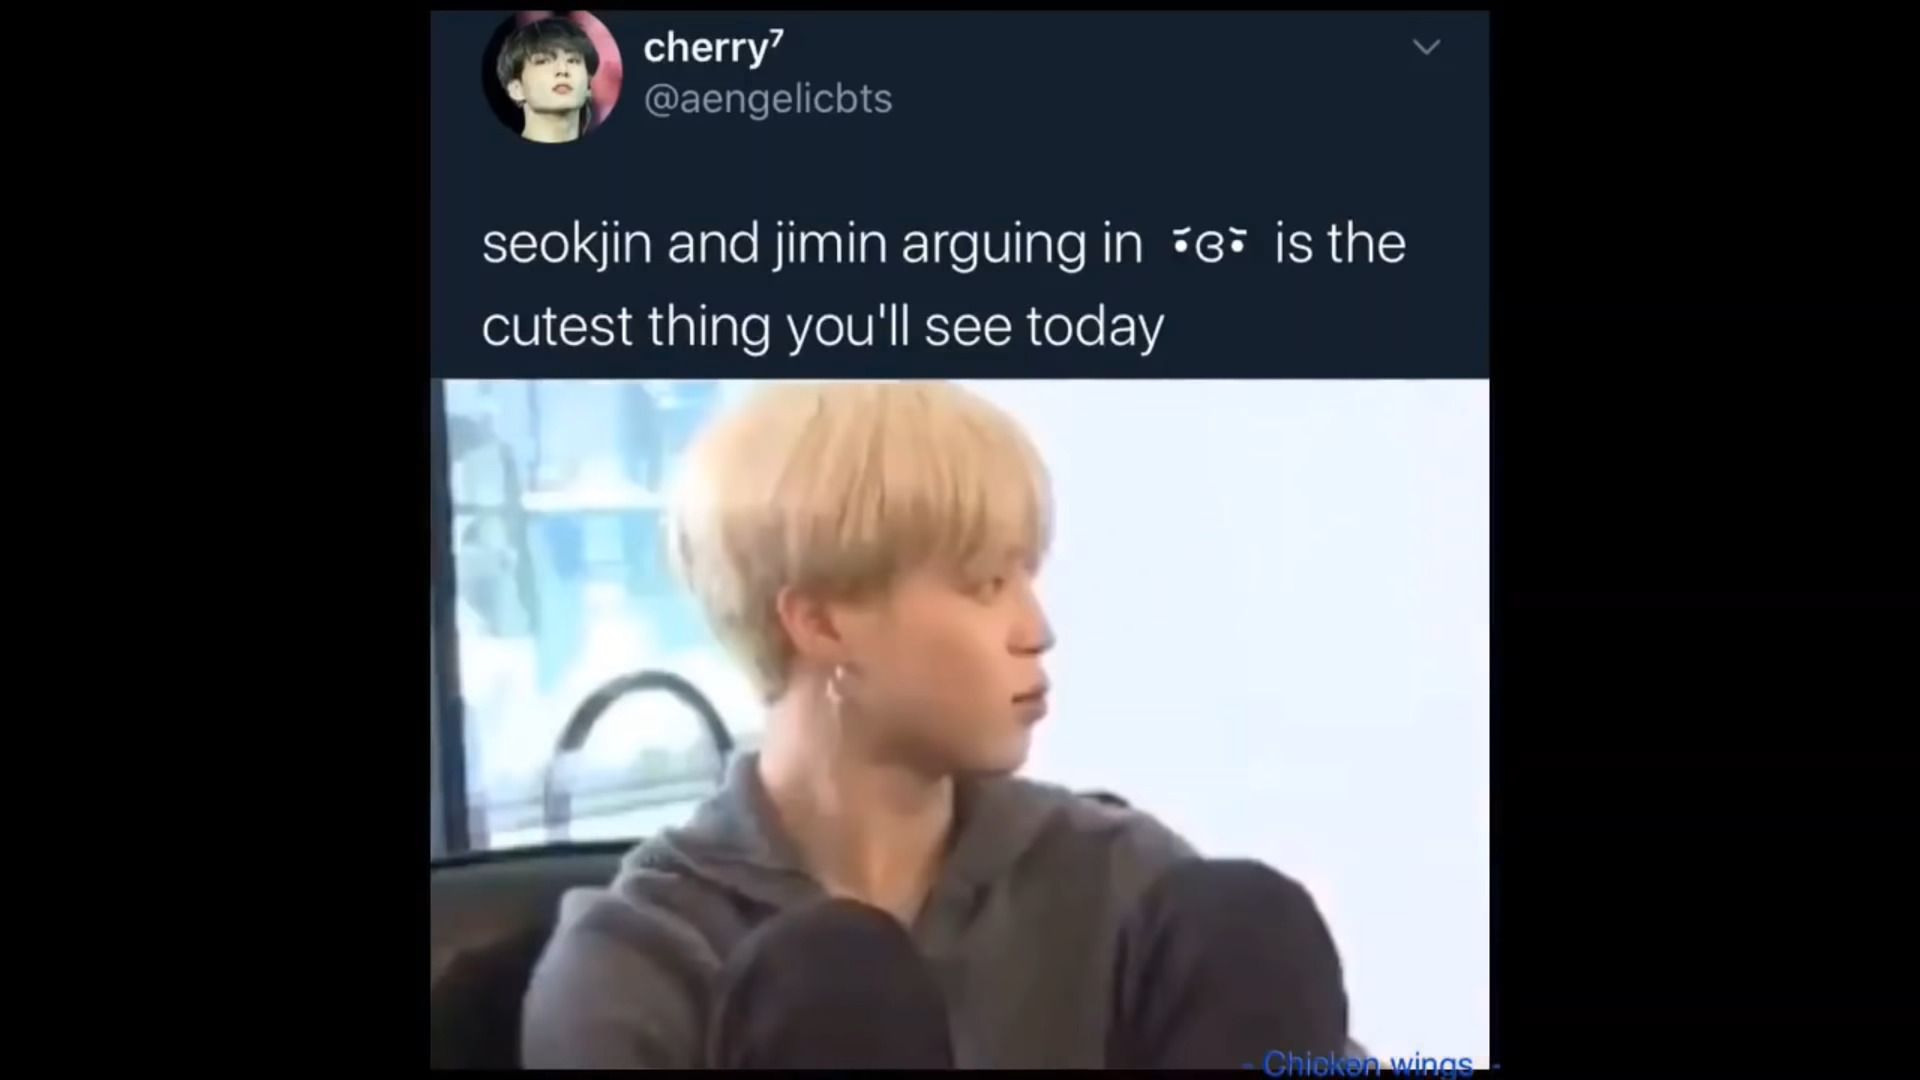 cherry⁷
@aengelicbts
seokjin and jimin arguing in •᷄ɞ•᷅ is the
cutest thing you'll see today
- Chicken wings -